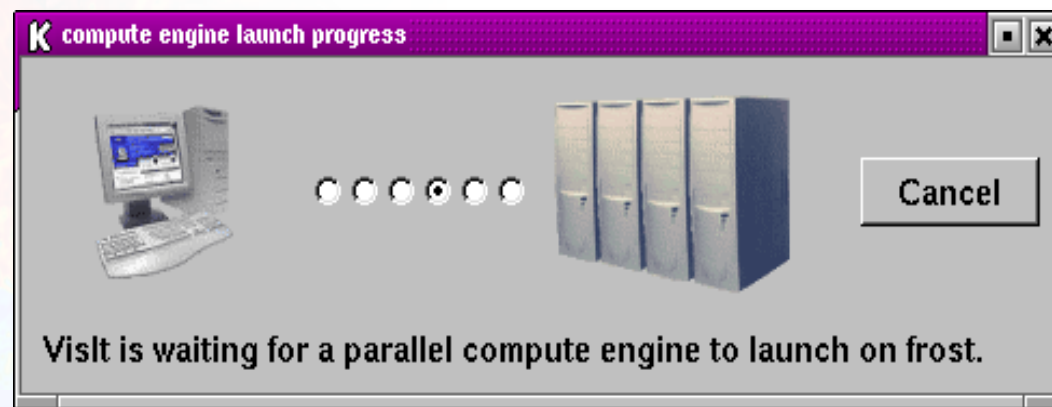 compute engine launch progress
Cancel
VisIt is waiting for a parallel compute engine to launch on frost.